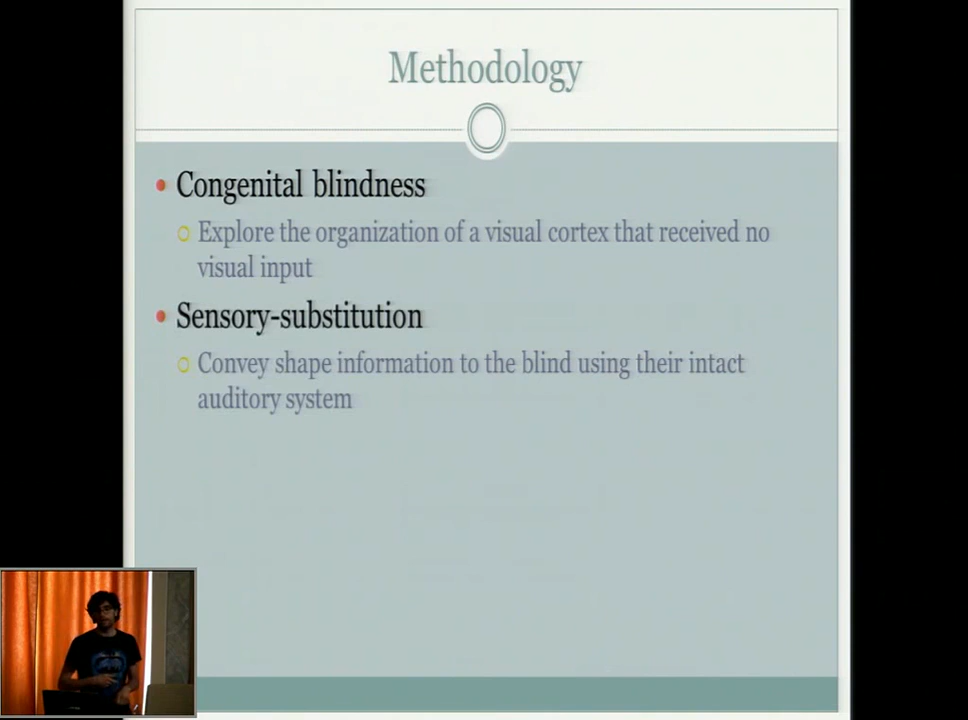 Methodology
Congenital blindness
Explore the organization of a visual cortex that received no
visual input
Sensory-substitution
Convey shape information to the blind using their intact
auditory system